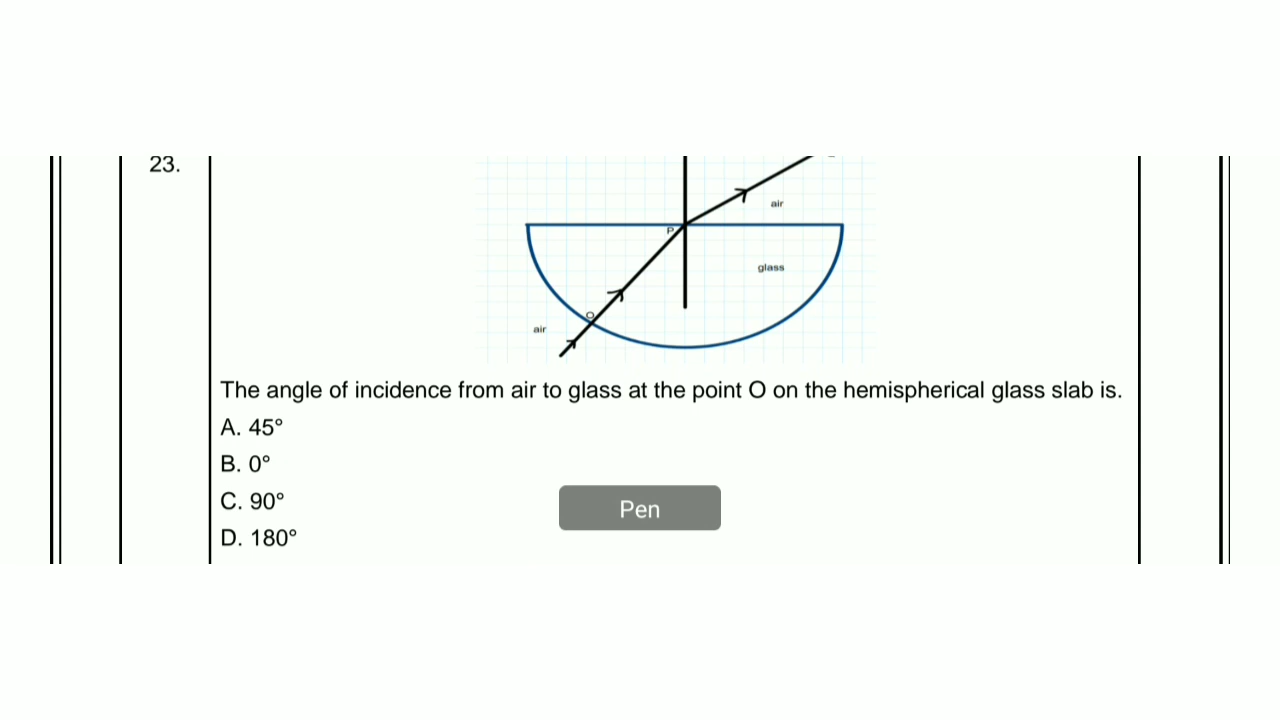 23.
air
P
glass
O
air
The angle of incidence from air to glass at the point O on the hemispherical glass slab is.
A. 45°
B. 0°
C. 90°
D. 180°
Pen